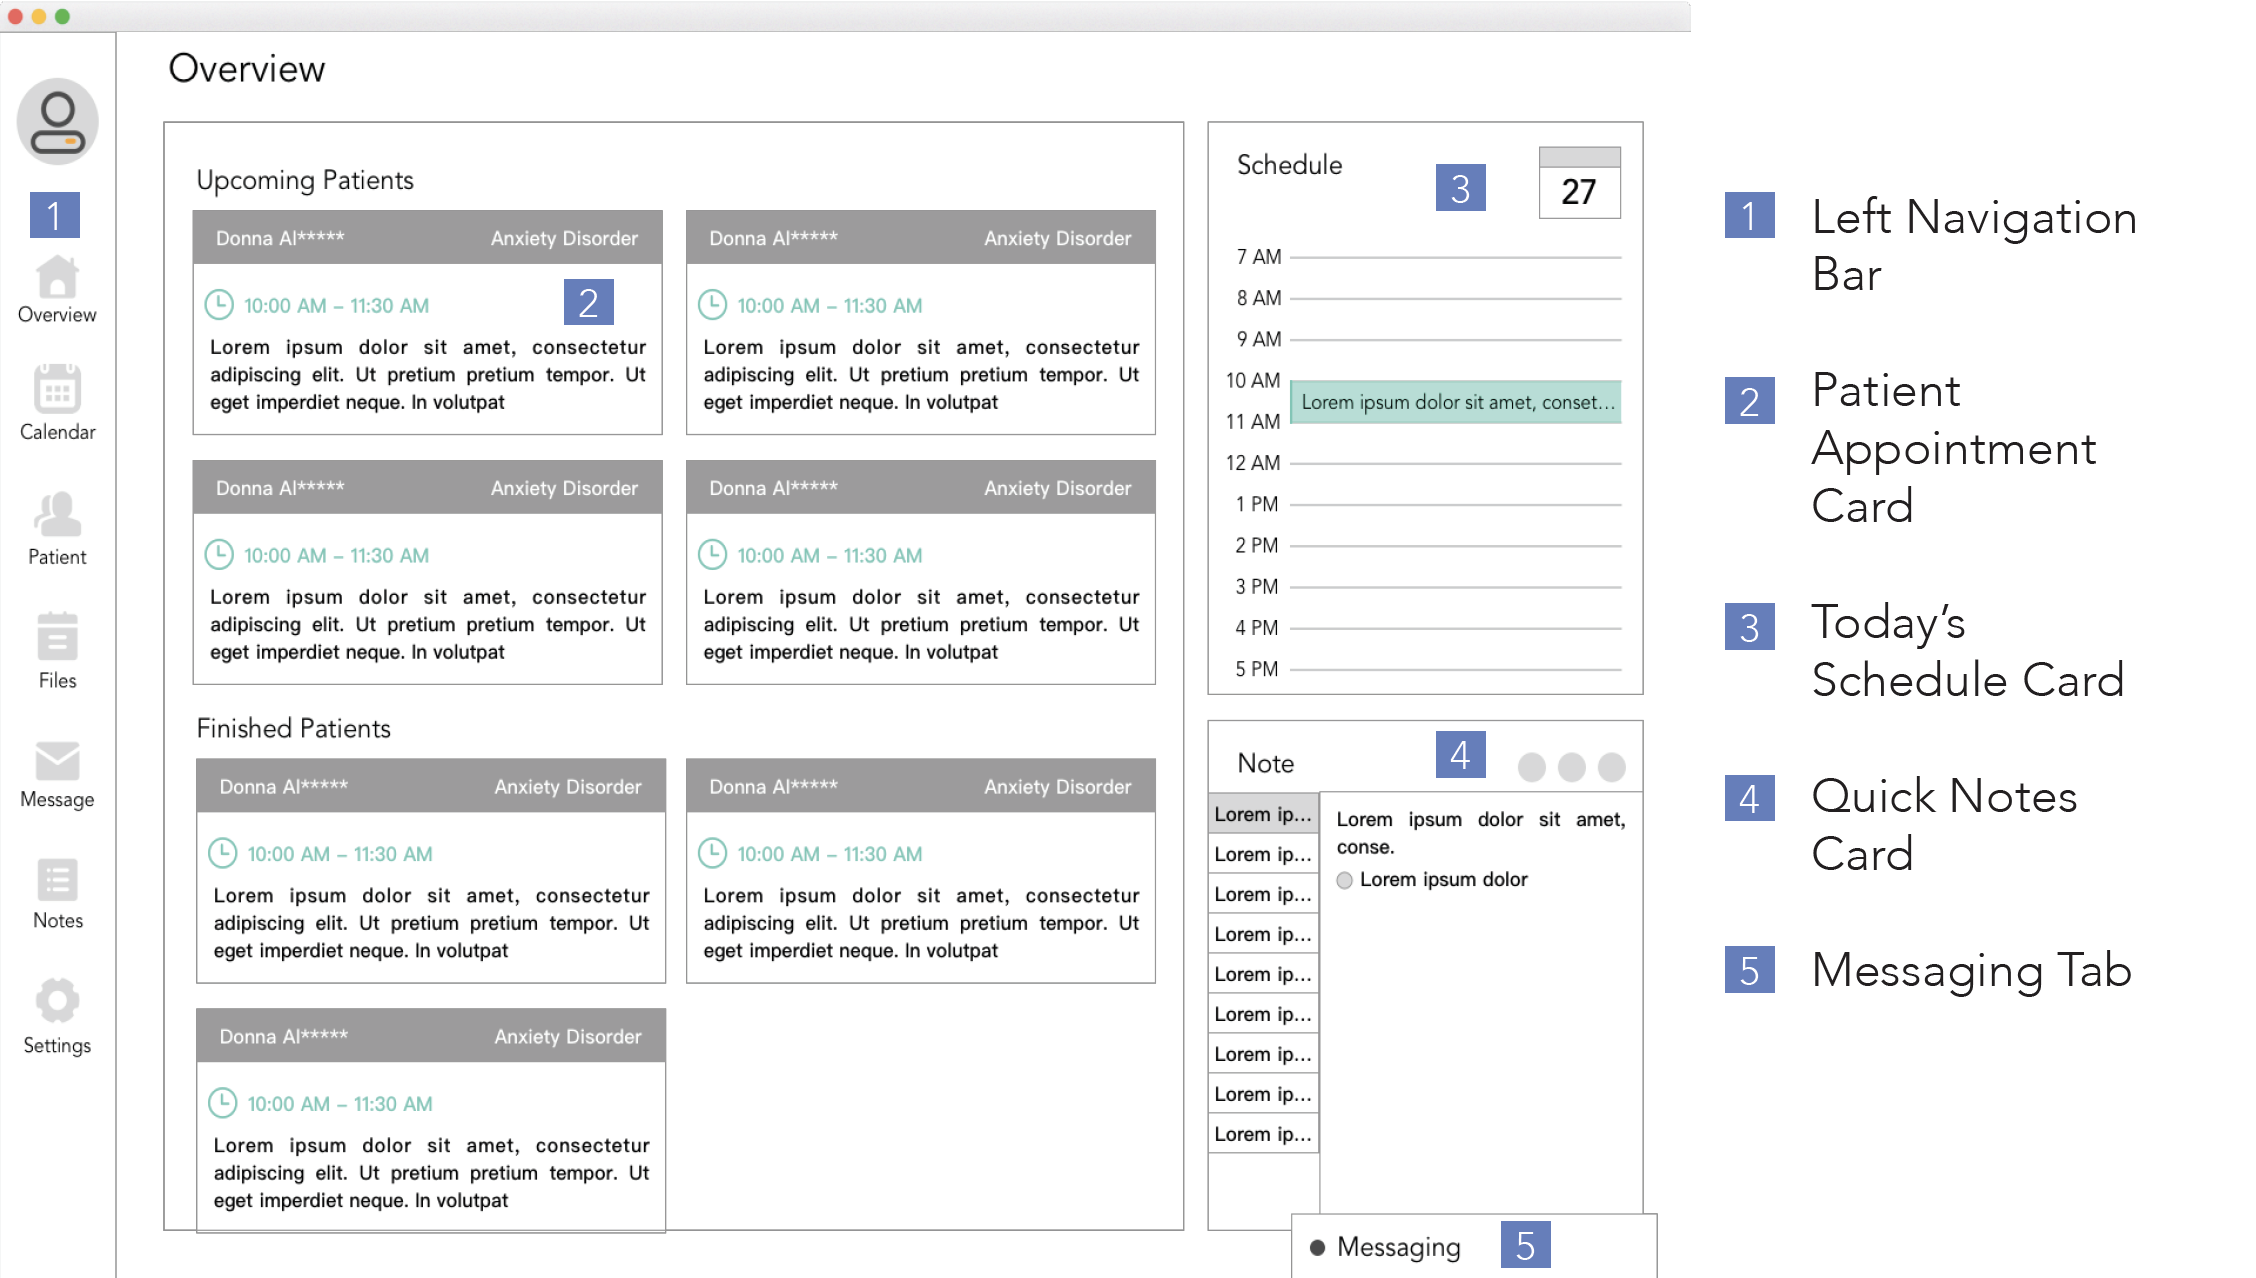 Overview
1
Overview
Calendar
Patient
Files
Message
Notes
Settings
Upcoming Patients
Donna Al***** Anxiety Disorder
10:00 AM – 11:30 AM 2
Lorem ipsum dolor sit amet, consectetur
adipiscing elit. Ut pretium pretium tempor. Ut
eget imperdiet neque. In volutpat
Donna Al***** Anxiety Disorder
10:00 AM – 11:30 AM
Lorem ipsum dolor sit amet, consectetur
adipiscing elit. Ut pretium pretium tempor. Ut
eget imperdiet neque. In volutpat
Donna Al***** Anxiety Disorder
10:00 AM – 11:30 AM
Lorem ipsum dolor sit amet, consectetur
adipiscing elit. Ut pretium pretium tempor. Ut
eget imperdiet neque. In volutpat
Donna Al***** Anxiety Disorder
10:00 AM – 11:30 AM
Lorem ipsum dolor sit amet, consectetur
adipiscing elit. Ut pretium pretium tempor. Ut
eget imperdiet neque. In volutpat
Finished Patients
Donna Al***** Anxiety Disorder
10:00 AM – 11:30 AM
Lorem ipsum dolor sit amet, consectetur
adipiscing elit. Ut pretium pretium tempor. Ut
eget imperdiet neque. In volutpat
Donna Al***** Anxiety Disorder
10:00 AM – 11:30 AM
Lorem ipsum dolor sit amet, consectetur
adipiscing elit. Ut pretium pretium tempor. Ut
eget imperdiet neque. In volutpat
Donna Al***** Anxiety Disorder
10:00 AM – 11:30 AM
Lorem ipsum dolor sit amet, consectetur
adipiscing elit. Ut pretium pretium tempor. Ut
eget imperdiet neque. In volutpat
Schedule 3 27
7 AM
8 AM
9 AM
10 AM
Lorem ipsum dolor sit amet, conset...
11 AM
12 AM
1 PM
2 PM
3 PM
4 PM
5 PM
Note 4
Lorem ip...
Lorem ip...
Lorem ip...
Lorem ip...
Lorem ip...
Lorem ip...
Lorem ip...
Lorem ip...
Lorem ip...
Lorem ipsum dolor sit amet,
conse.
Lorem ipsum dolor
Messaging 5
1 Left Navigation
Bar
2 Patient
Appointment
Card
3 Today’s
Schedule Card
4 Quick Notes
Card
5 Messaging Tab